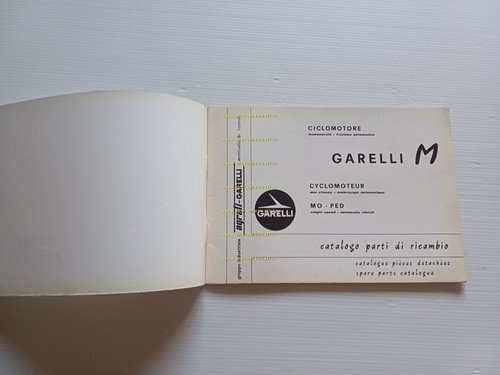 CICLOMOTORE
monomarcia - frizione automatica
GARELLI M
CYCLOMOTEUR
une vitesse - embrayage automatique
MO - PED
single speed - automatic clutch
GARELLI
gruppo industriale agrati-GARELLI
catalogo parti di ricambio
catalogue pièces détachées
spare parts catalogue